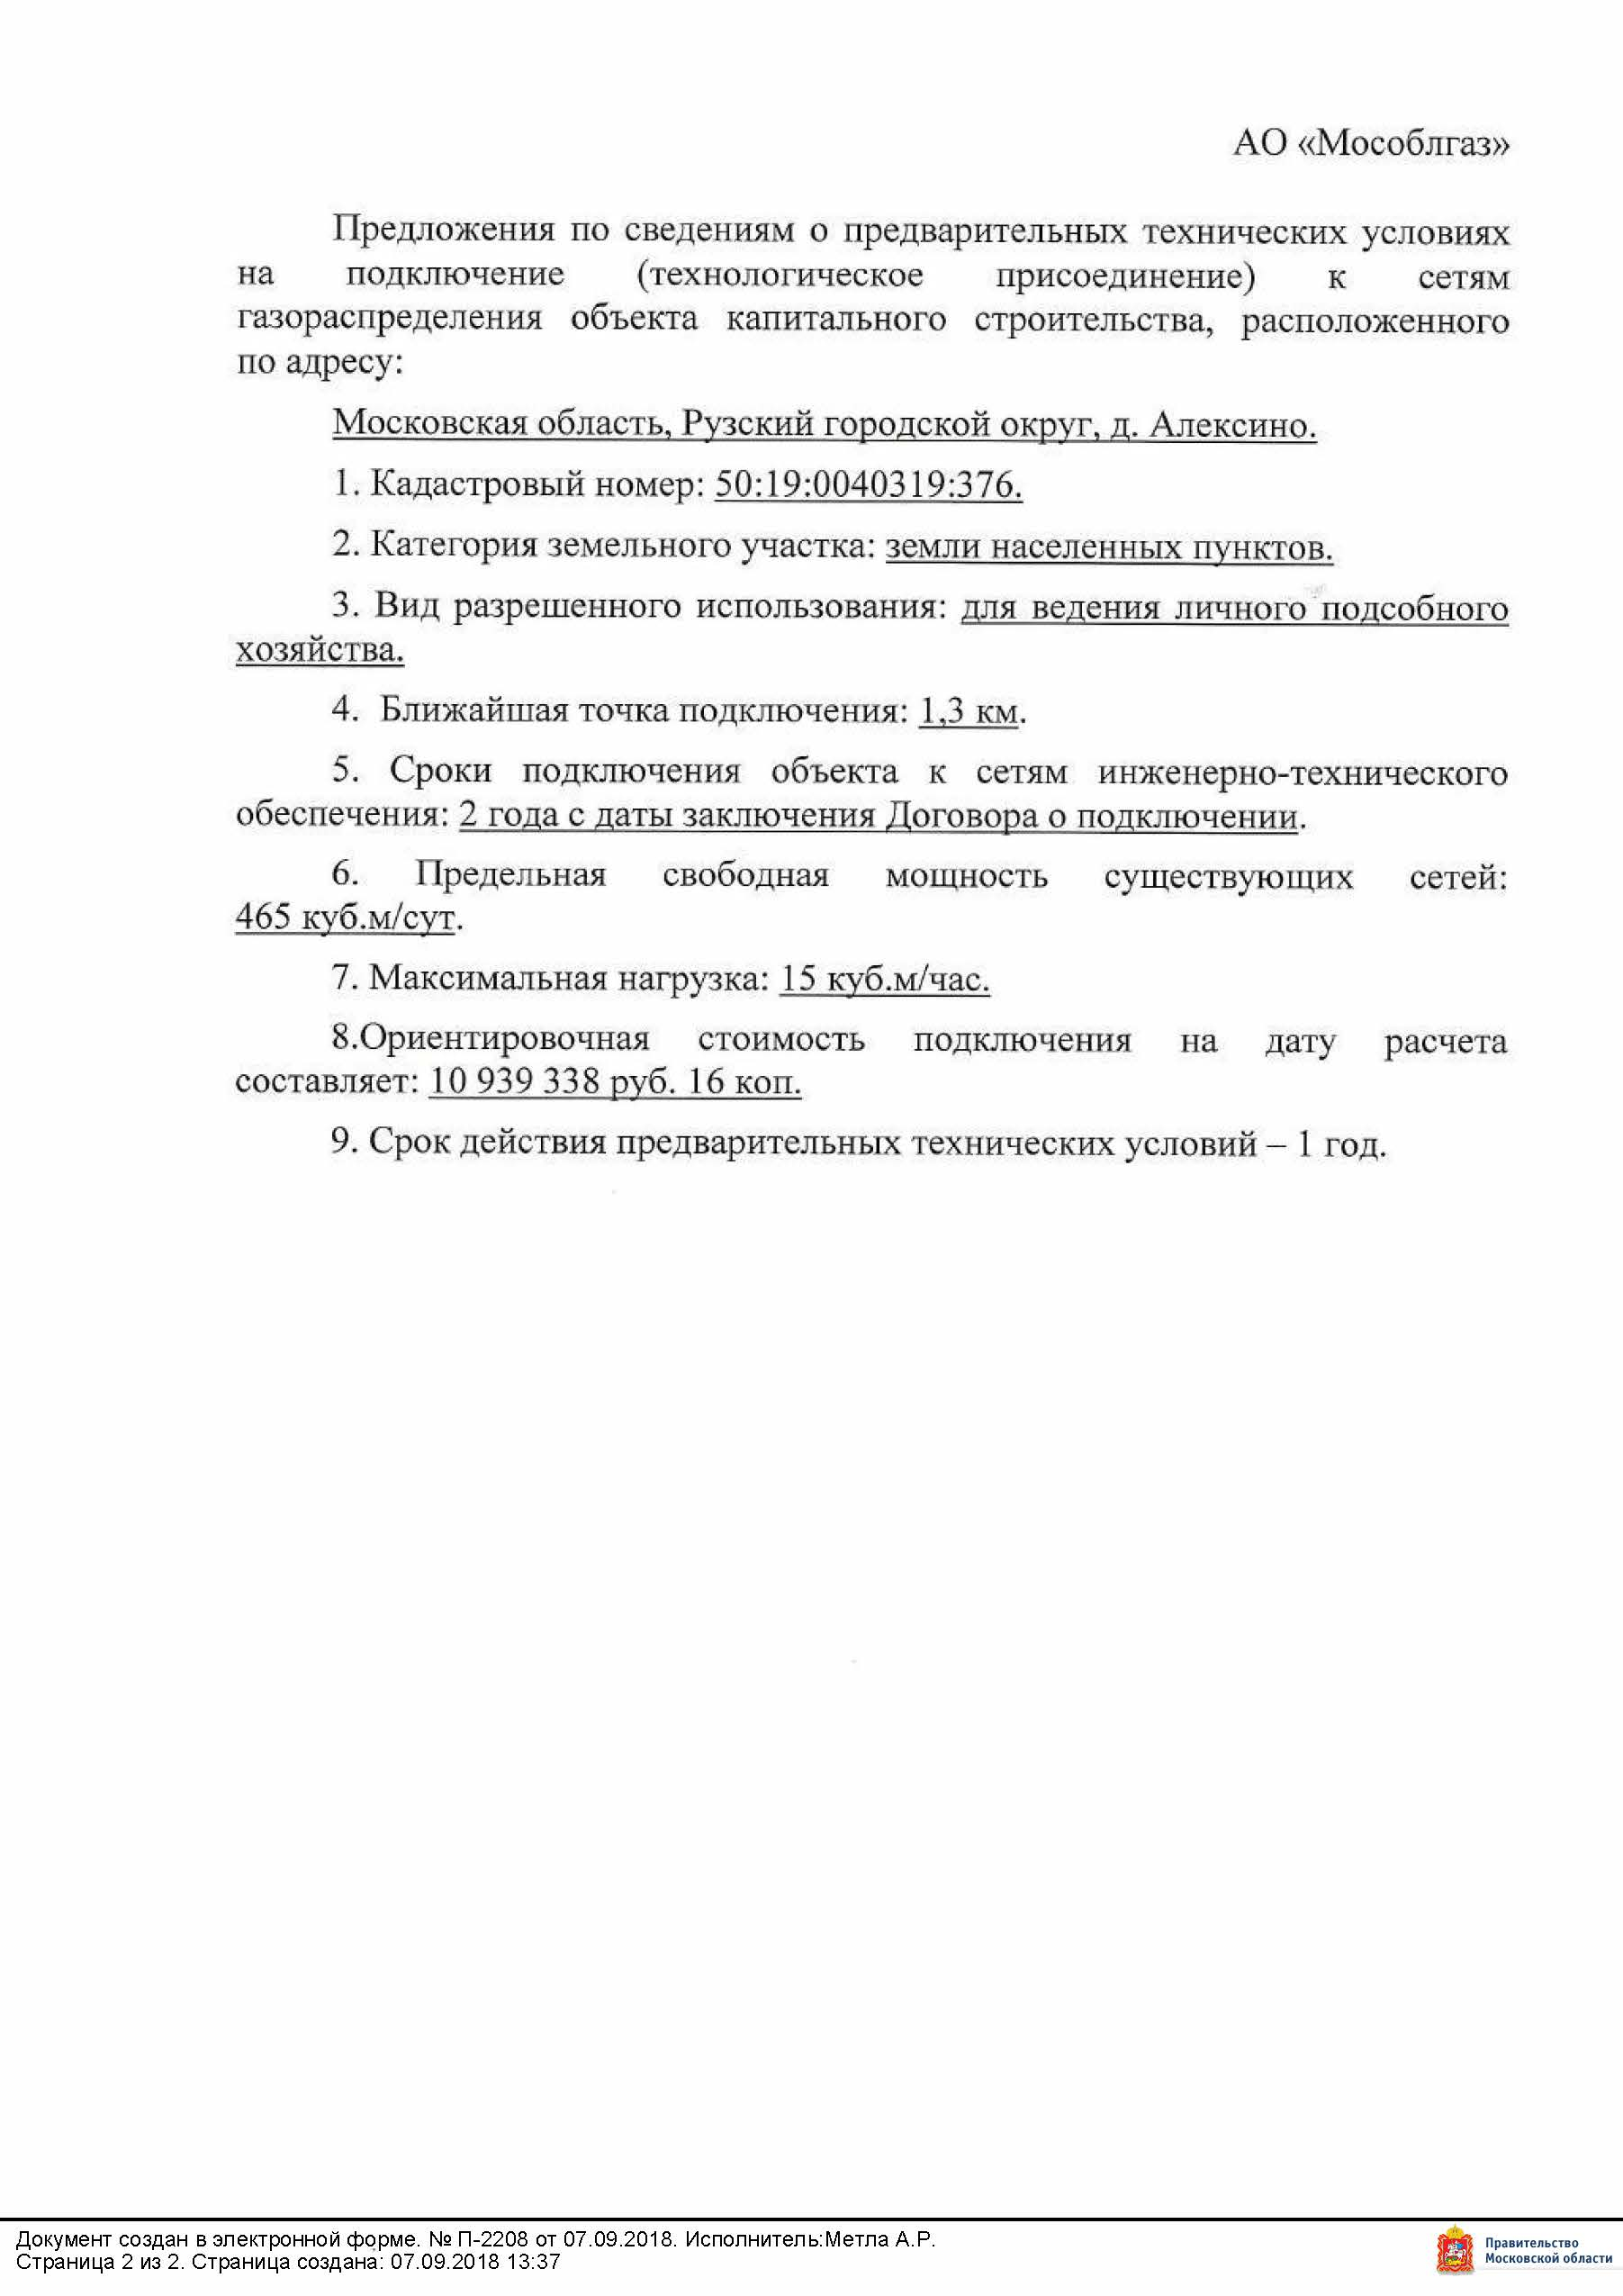 АО «Мособлгаз»
Предложения по сведениям о предварительных технических условиях
на подключение (технологическое присоединение) к сетям
газораспределения объекта капитального строительства, расположенного
по адресу:
Московская область, Рузский городской округ, д. Алексино.
1. Кадастровый номер: 50:19:0040319:376.
2. Категория земельного участка: земли населенных пунктов.
3. Вид разрешенного использования: для ведения личного подсобного
хозяйства.
4. Ближайшая точка подключения: 1,3 км.
5. Сроки подключения объекта к сетям инженерно-технического
обеспечения: 2 года с даты заключения Договора о подключении.
6. Предельная свободная мощность существующих сетей:
465 куб.м/сут.
7. Максимальная нагрузка: 15 куб.м/час.
8.Ориентировочная стоимость подключения на дату расчета
составляет: 10 939 338 руб. 16 коп.
9. Срок действия предварительных технических условий – 1 год.
Документ создан в электронной форме. № П-2208 от 07.09.2018. Исполнитель:Метла А.Р.
Страница 2 из 2. Страница создана: 07.09.2018 13:37
Правительство
Московской области